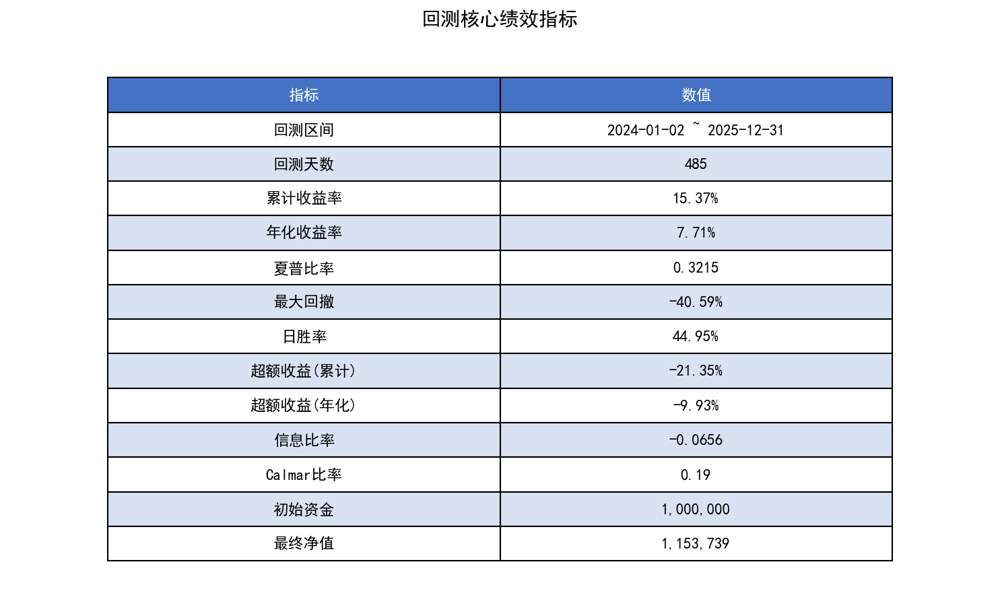 回测核心绩效指标
指标 数值
回测区间 2024-01-02 ~ 2025-12-31
回测天数 485
累计收益率 15.37%
年化收益率 7.71%
夏普比率 0.3215
最大回撤 -40.59%
日胜率 44.95%
超额收益(累计) -21.35%
超额收益(年化) -9.93%
信息比率 -0.0656
Calmar比率 0.19
初始资金 1,000,000
最终净值 1,153,739